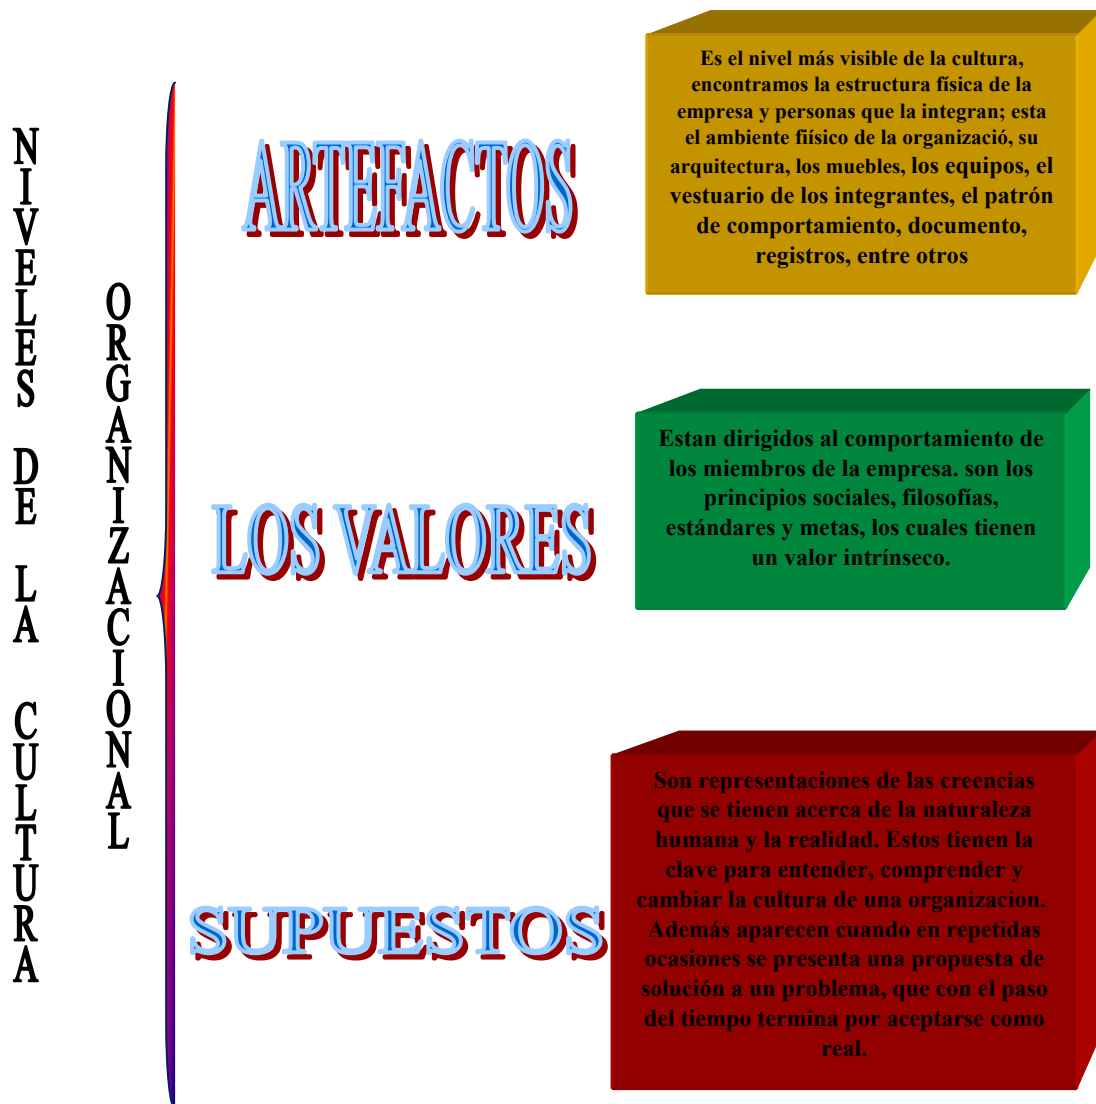 NIVELES DE LA CULTURA
ORGANIZACIONAL
ARTEFACTOS
Es el nivel más visible de la cultura,
encontramos la estructura física de la
empresa y personas que la integran; esta
el ambiente fiísico de la organizació, su
arquitectura, los muebles, los equipos, el
vestuario de los integrantes, el patrón
de comportamiento, documento,
registros, entre otros
LOS VALORES
Estan dirigidos al comportamiento de
los miembros de la empresa. son los
principios sociales, filosofías,
estándares y metas, los cuales tienen
un valor intrínseco.
SUPUESTOS
Son representaciones de las creencias
que se tienen acerca de la naturaleza
humana y la realidad. Estos tienen la
clave para entender, comprender y
cambiar la cultura de una organizacion.
Además aparecen cuando en repetidas
ocasiones se presenta una propuesta de
solución a un problema, que con el paso
del tiempo termina por aceptarse como
real.